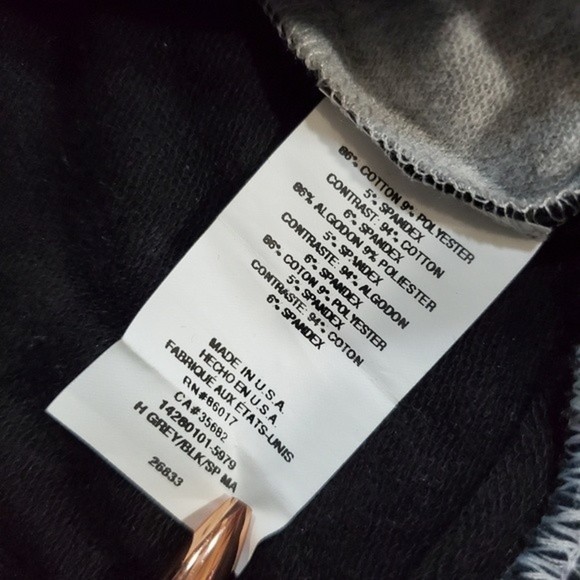 86% COTTON 9% POLYESTER
5% SPANDEX
CONTRAST: 94% COTTON
6% SPANDEX
86% ALGODON 9% POLIESTER
5% SPANDEX
CONTRASTE: 94% ALGODON
6% SPANDEX
86% COTON 9% POLYESTER
5% SPANDEX
CONTRASTE: 94% COTON
6% SPANDEX
MADE IN U.S.A.
HECHO EN U.S.A.
FABRIQUE AUX ETATS-UNIS
RN#86017
CA#35682
14280101-5979
H GREY/BLK/SP MA
26833